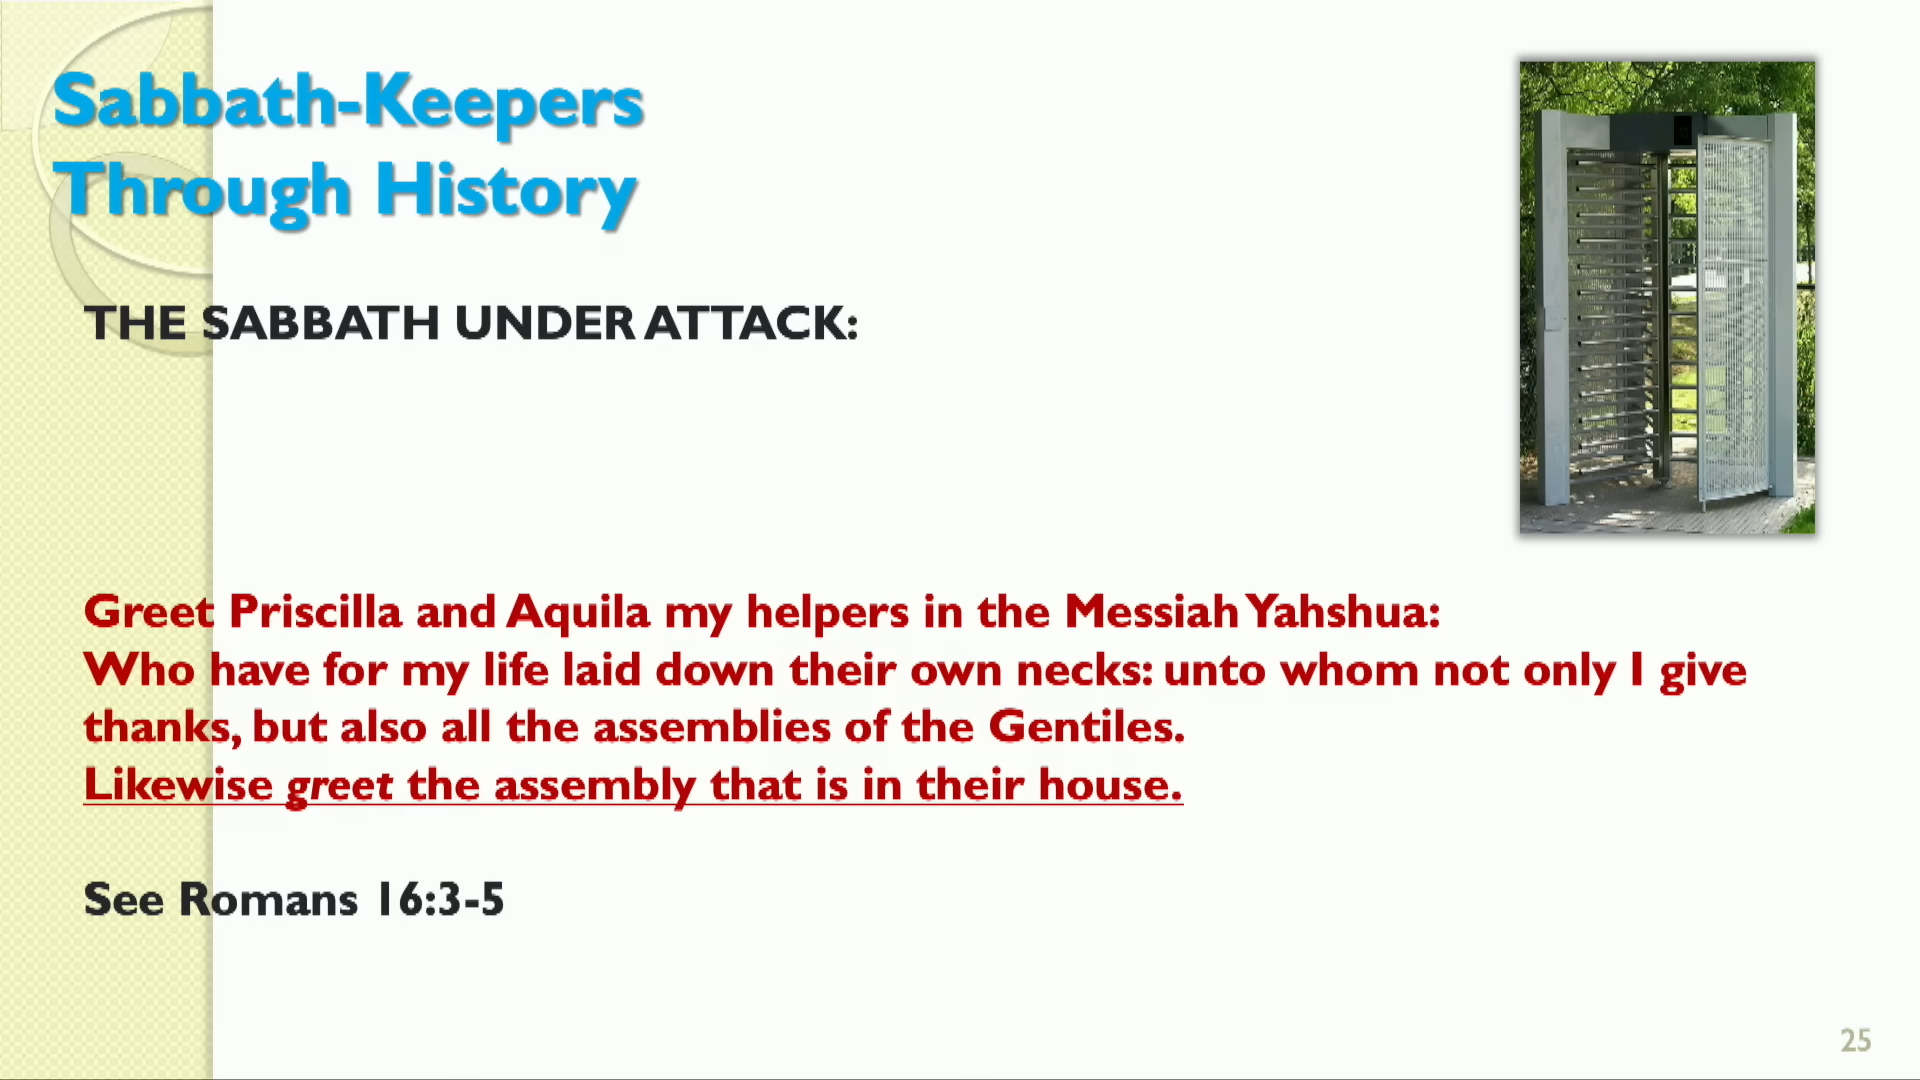 Sabbath-Keepers
Through History
THE SABBATH UNDER ATTACK:
Greet Priscilla and Aquila my helpers in the Messiah Yahshua:
Who have for my life laid down their own necks: unto whom not only I give
thanks, but also all the assemblies of the Gentiles.
Likewise greet the assembly that is in their house.
See Romans 16:3-5
25